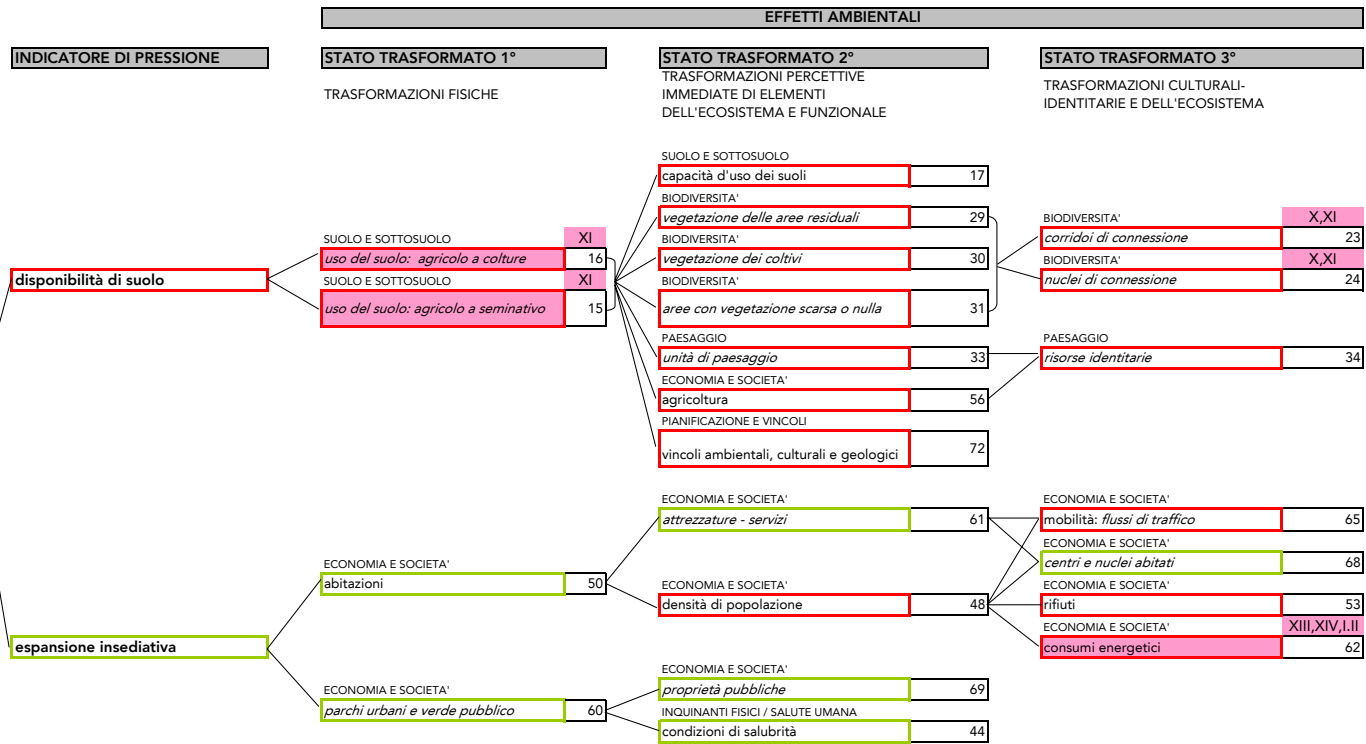 EFFETTI AMBIENTALI
INDICATORE DI PRESSIONE
STATO TRASFORMATO 1°
STATO TRASFORMATO 2°
STATO TRASFORMATO 3°
TRASFORMAZIONI FISICHE
TRASFORMAZIONI PERCETTIVE
IMMEDIATE DI ELEMENTI
DELL'ECOSISTEMA E FUNZIONALE
TRASFORMAZIONI CULTURALI-
IDENTITARIE E DELL'ECOSISTEMA
disponibilità di suolo
SUOLO E SOTTOSUOLO XI
uso del suolo: agricolo a colture 16
SUOLO E SOTTOSUOLO XI
uso del suolo: agricolo a seminativo 15
SUOLO E SOTTOSUOLO
capacità d'uso dei suoli 17
BIODIVERSITA'
vegetazione delle aree residuali 29
BIODIVERSITA'
vegetazione dei coltivi 30
BIODIVERSITA'
aree con vegetazione scarsa o nulla 31
PAESAGGIO
unità di paesaggio 33
ECONOMIA E SOCIETA'
agricoltura 56
PIANIFICAZIONE E VINCOLI
vincoli ambientali, culturali e geologici 72
BIODIVERSITA' X,XI
corridoi di connessione 23
BIODIVERSITA' X,XI
nuclei di connessione 24
PAESAGGIO
risorse identitarie 34
espansione insediativa
ECONOMIA E SOCIETA'
abitazioni 50
ECONOMIA E SOCIETA'
parchi urbani e verde pubblico 60
ECONOMIA E SOCIETA'
attrezzature - servizi 61
ECONOMIA E SOCIETA'
densità di popolazione 48
ECONOMIA E SOCIETA'
proprietà pubbliche 69
INQUINANTI FISICI / SALUTE UMANA
condizioni di salubrità 44
ECONOMIA E SOCIETA'
mobilità: flussi di traffico 65
ECONOMIA E SOCIETA'
centri e nuclei abitati 68
ECONOMIA E SOCIETA'
rifiuti 53
ECONOMIA E SOCIETA' XIII,XIV,I.II
consumi energetici 62